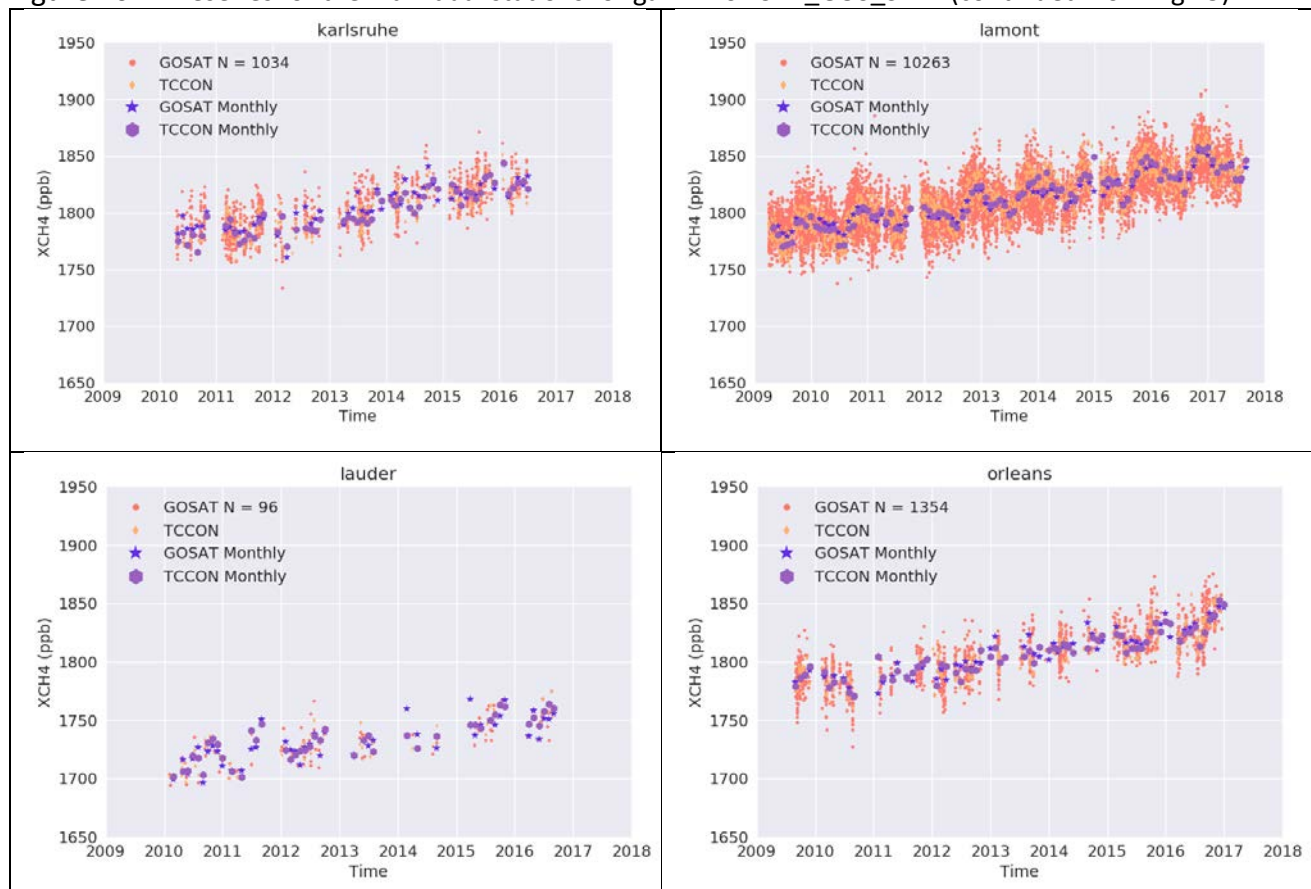 karlsruhe
1950
1900
1850
1800
1750
1700
1650
XCH4 (ppb)
GOSAT N = 1034
TCCON
GOSAT Monthly
TCCON Monthly
2009 2010 2011 2012 2013 2014 2015 2016 2017 2018
Time
lamont
1950
1900
1850
1800
1750
1700
1650
XCH4 (ppb)
GOSAT N = 10263
TCCON
GOSAT Monthly
TCCON Monthly
2009 2010 2011 2012 2013 2014 2015 2016 2017 2018
Time
lauder
1950
1900
1850
1800
1750
1700
1650
XCH4 (ppb)
GOSAT N = 96
TCCON
GOSAT Monthly
TCCON Monthly
2009 2010 2011 2012 2013 2014 2015 2016 2017 2018
Time
orleans
1950
1900
1850
1800
1750
1700
1650
XCH4 (ppb)
GOSAT N = 1354
TCCON
GOSAT Monthly
TCCON Monthly
2009 2010 2011 2012 2013 2014 2015 2016 2017 2018
Time